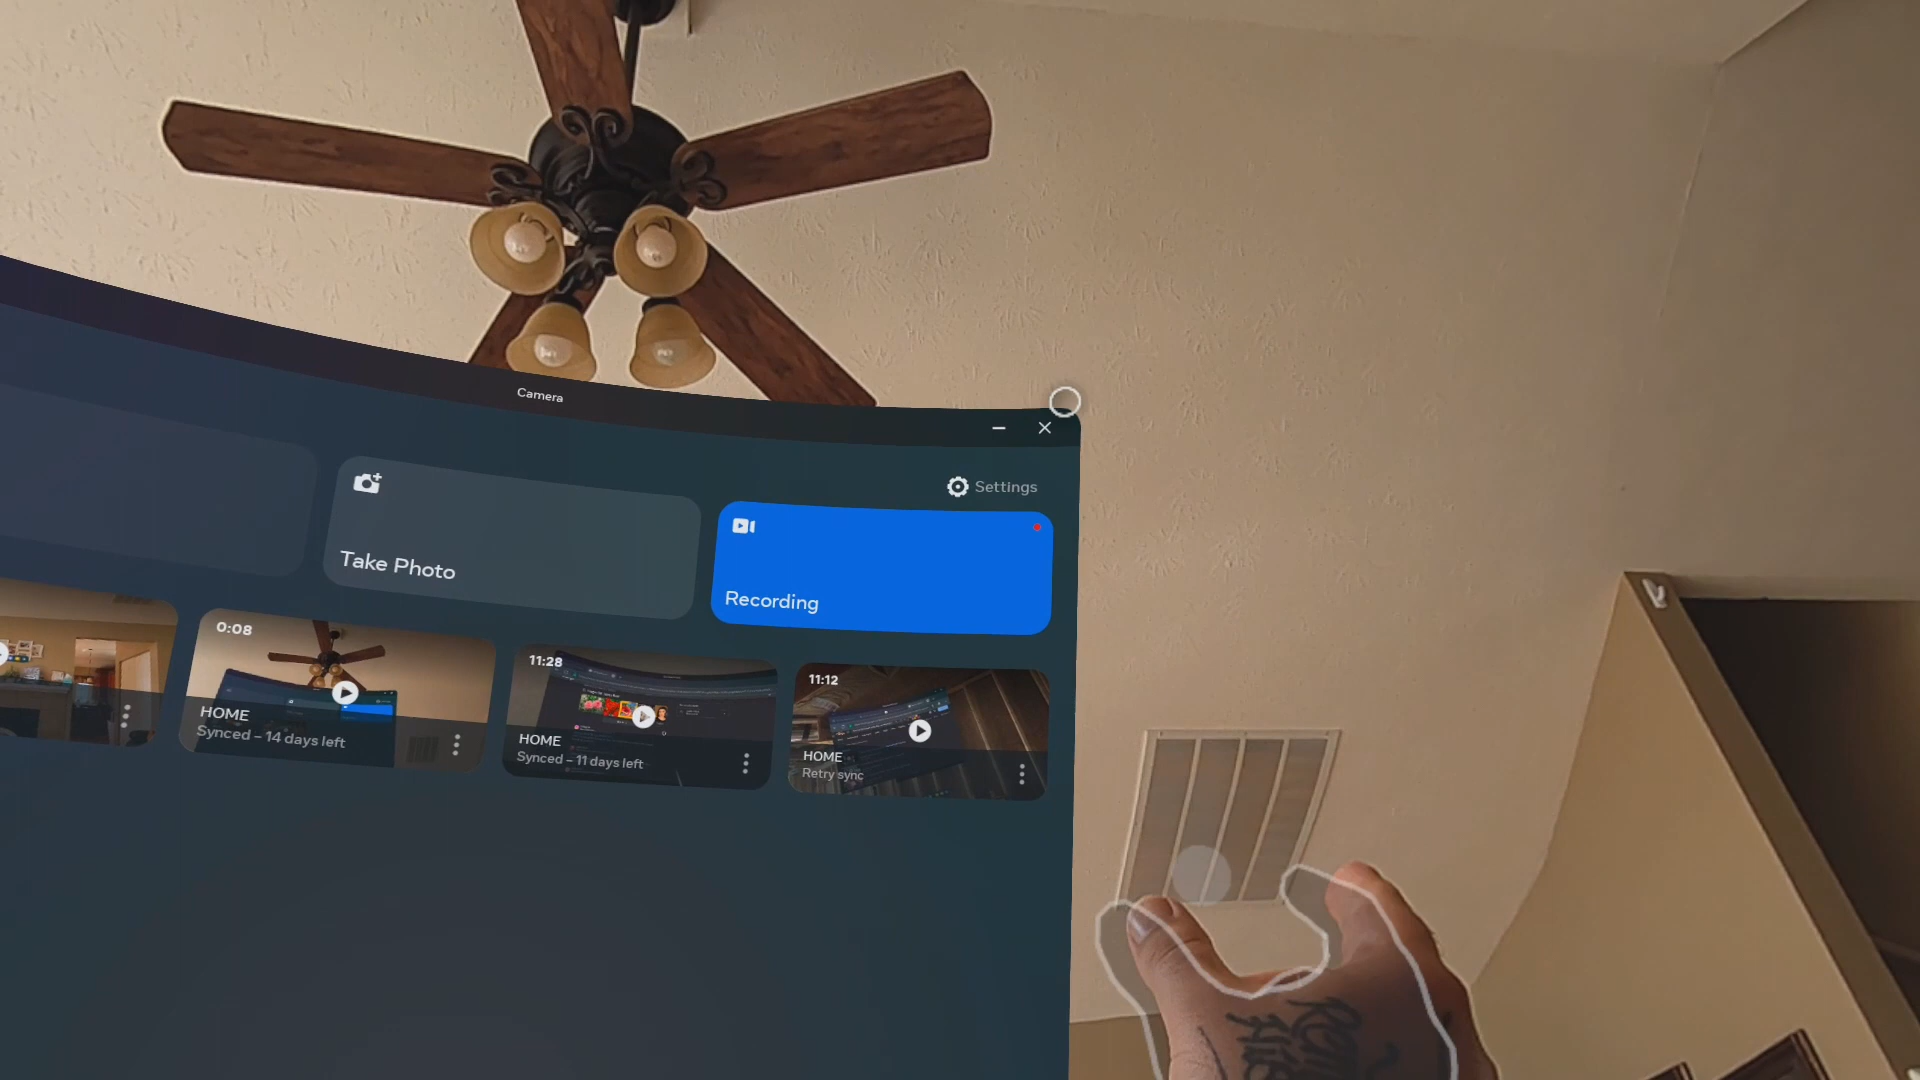 Camera
Settings
Take Photo
Recording
0:08
HOME
Synced – 14 days left
11:28
HOME
Synced – 11 days left
11:12
HOME
Retry sync